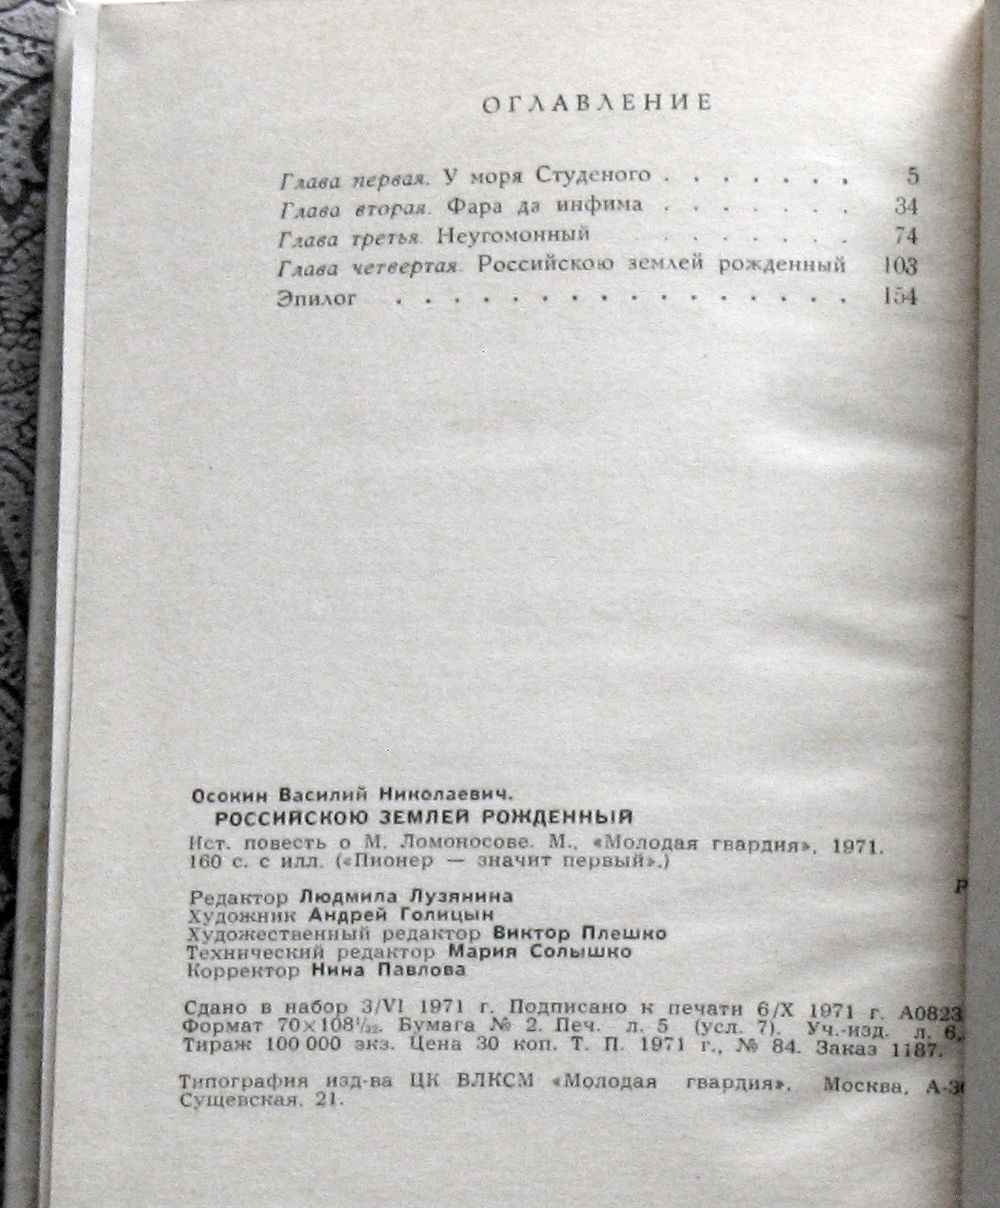 ОГЛАВЛЕНИЕ
Глава первая. У моря Студеного . . . . . . . 5
Глава вторая. Фара да инфима . . . . . . . 34
Глава третья. Неугомонный . . . . . . . . 74
Глава четвертая. Российскою землей рожденный 103
Эпилог . . . . . . . . . . . . . . . . 154
Осокин Василий Николаевич.
РОССИЙСКОЮ ЗЕМЛЕЙ РОЖДЕННЫЙ
Ист. повесть о М. Ломоносове. М., «Молодая гвардия», 1971.
160 с. с илл. («Пионер — значит первый».)
Р
Редактор Людмила Лузянина
Художник Андрей Голицын
Художественный редактор Виктор Плешко
Технический редактор Мария Солышко
Корректор Нина Павлова
Сдано в набор 3/VI 1971 г. Подписано к печати 6/X 1971 г. А0823
Формат 70×108¹/₃₂. Бумага № 2. Печ. л. 5 (усл. 7). Уч.-изд. л. 6,
Тираж 100 000 экз. Цена 30 коп. Т. П. 1971 г., № 84. Заказ 1187.
Типография изд-ва ЦК ВЛКСМ «Молодая гвардия». Москва, А-30
Сущевская, 21.